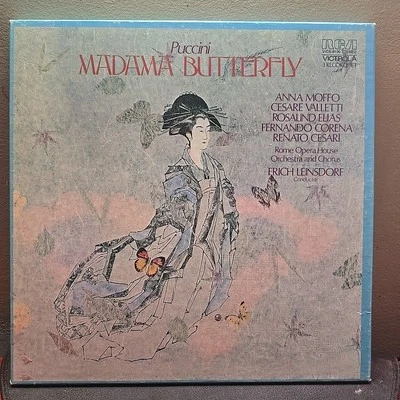 Puccini
MADAMA BUTTERFLY
RCA
VICTROLA
ANNA MOFFO
CESARE VALLETTI
ROSALIND ELIAS
FERNANDO CORENA
RENATO CESARI
Rome Opera House
Orchestra and Chorus
ERICH LEINSDORF
Conductor